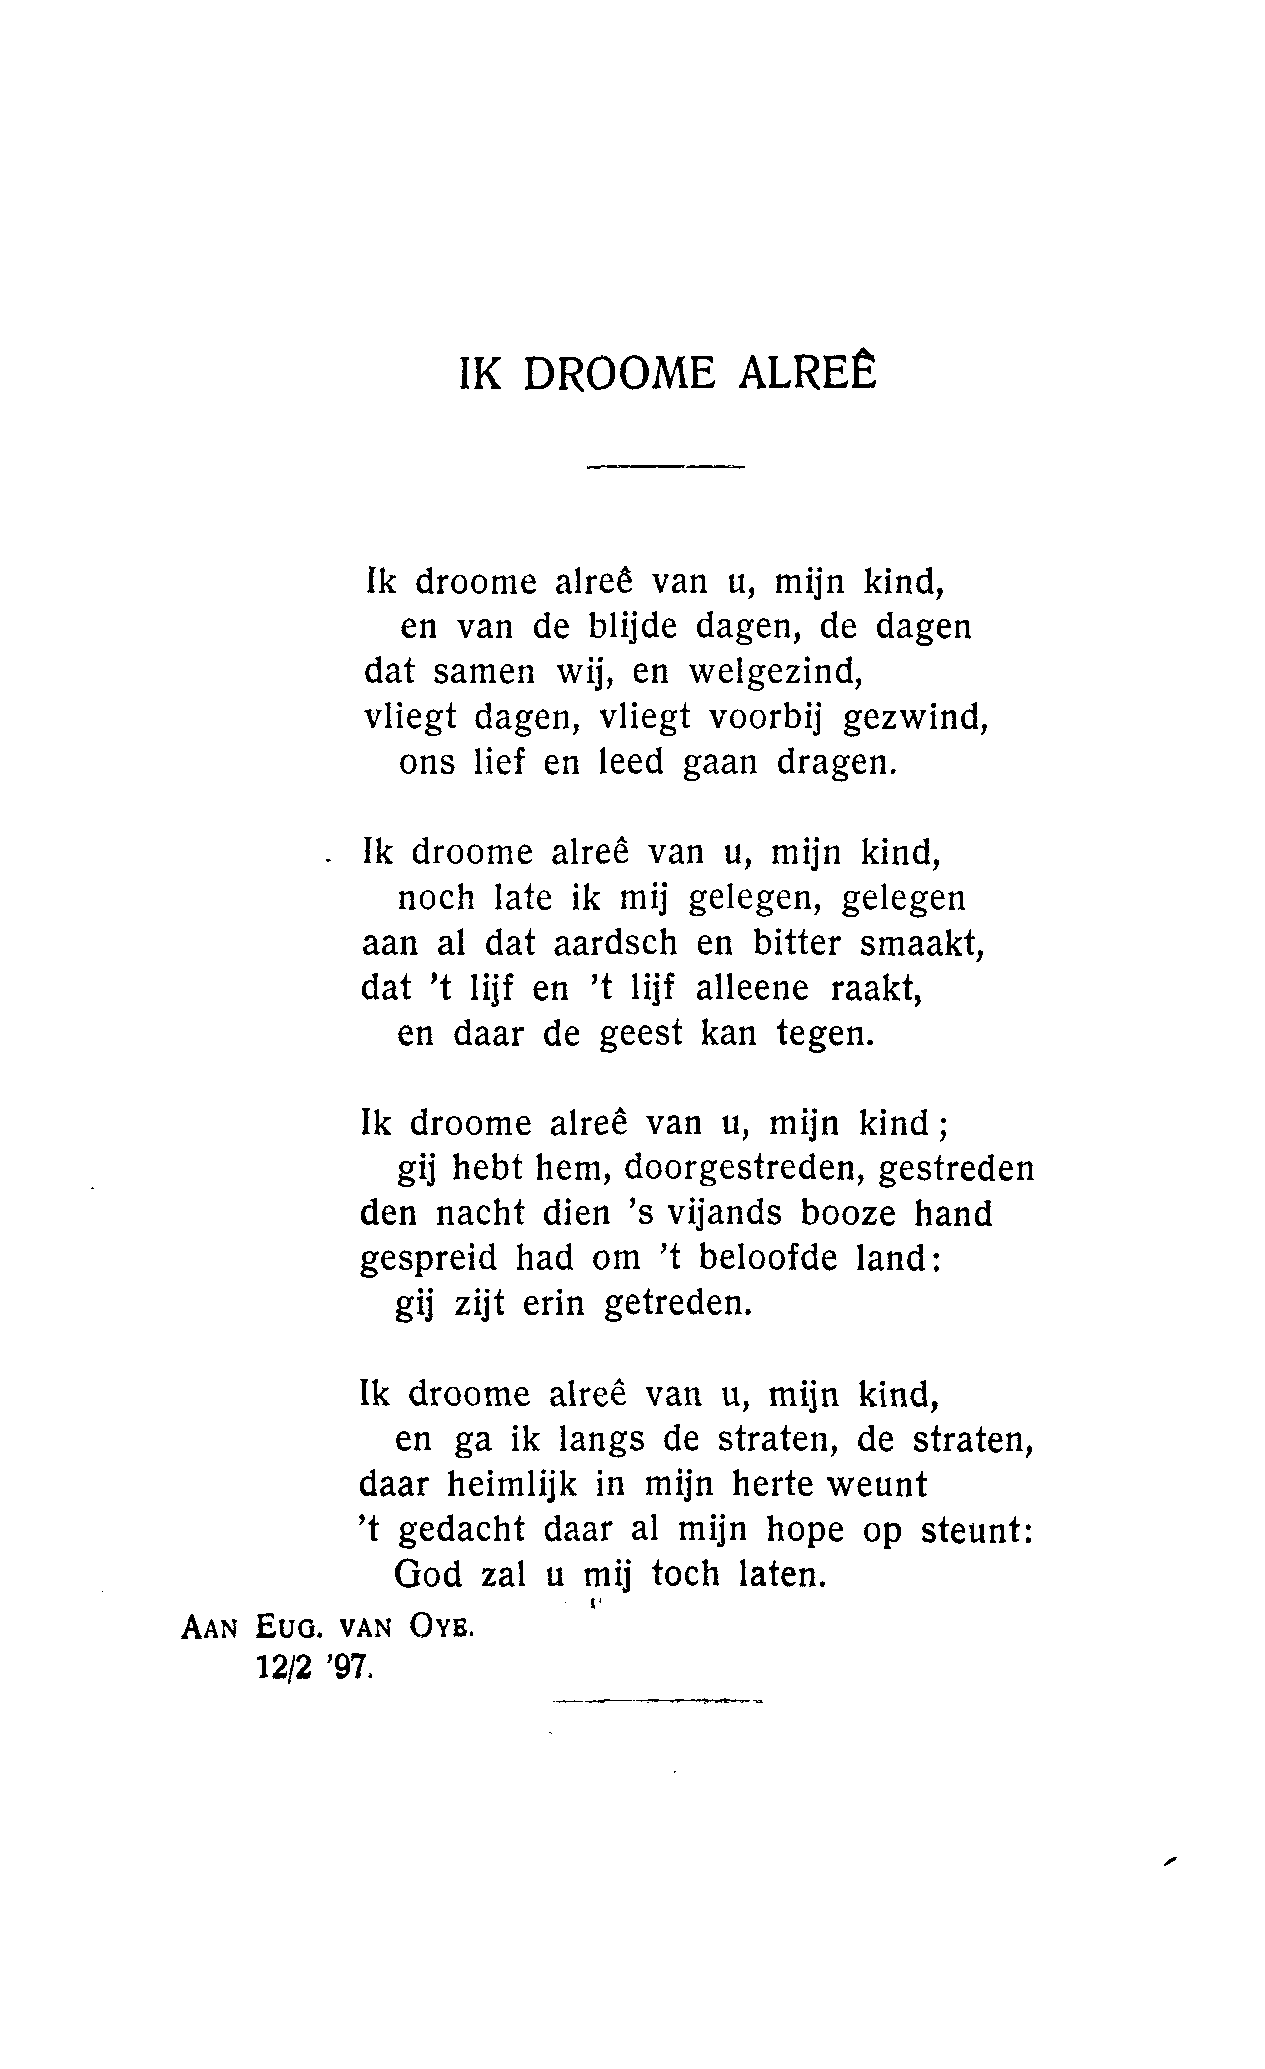 IK DROOME ALREÊ
Ik droome alreê van u, mijn kind,
en van de blijde dagen, de dagen
dat samen wij, en welgezind,
vliegt dagen, vliegt voorbij gezwind,
ons lief en leed gaan dragen.
Ik droome alreê van u, mijn kind,
noch late ik mij gelegen, gelegen
aan al dat aardsch en bitter smaakt,
dat 't lijf en 't lijf alleene raakt,
en daar de geest kan tegen.
Ik droome alreê van u, mijn kind ;
gij hebt hem, doorgestreden, gestreden
den nacht dien 's vijands booze hand
gespreid had om 't beloofde land:
gij zijt erin getreden.
Ik droome alreê van u, mijn kind,
en ga ik langs de straten, de straten,
daar heimlijk in mijn herte weunt
't gedacht daar al mijn hope op steunt:
God zal u mij toch laten.
AAN EUG. VAN OYE.
12/2 '97.